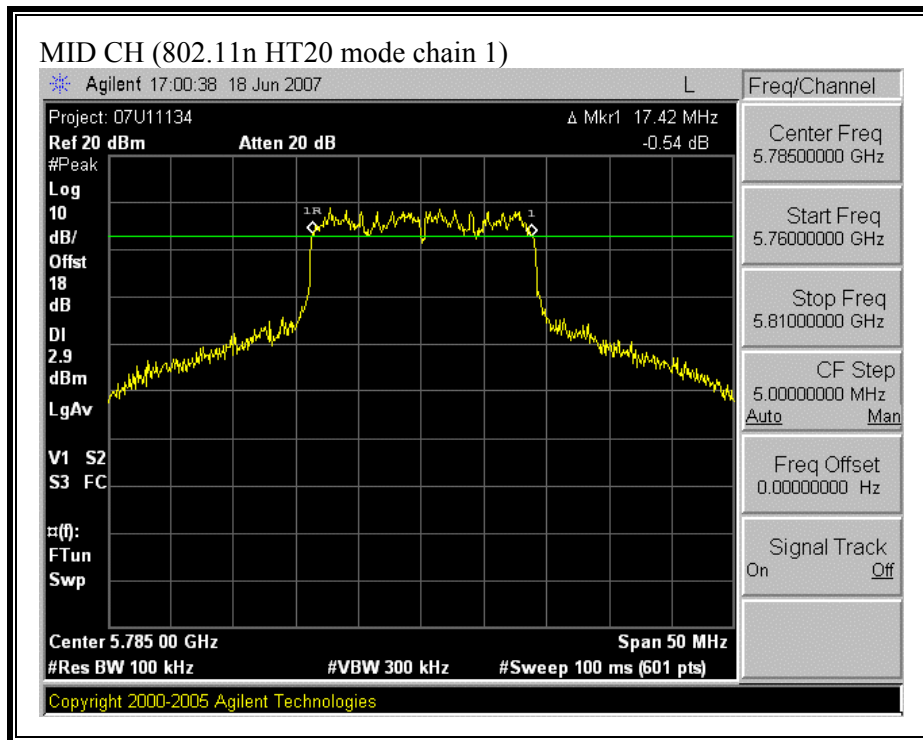 MID CH (802.11n HT20 mode chain 1)
Agilent 17:00:38 18 Jun 2007 L
Freq/Channel
Project: 07U11134 Δ Mkr1 17.42 MHz
Ref 20 dBm Atten 20 dB -0.54 dB
#Peak
Log
10
dB/
Offst
18
dB
DI
2.9
dBm
LgAv
V1 S2
S3 FC
¤(f):
FTun
Swp
1R
1
Center 5.785 00 GHz Span 50 MHz
#Res BW 100 kHz #VBW 300 kHz #Sweep 100 ms (601 pts)
Copyright 2000-2005 Agilent Technologies
Center Freq
5.78500000 GHz
Start Freq
5.76000000 GHz
Stop Freq
5.81000000 GHz
CF Step
5.00000000 MHz
Auto Man
Freq Offset
0.00000000 Hz
Signal Track
On Off